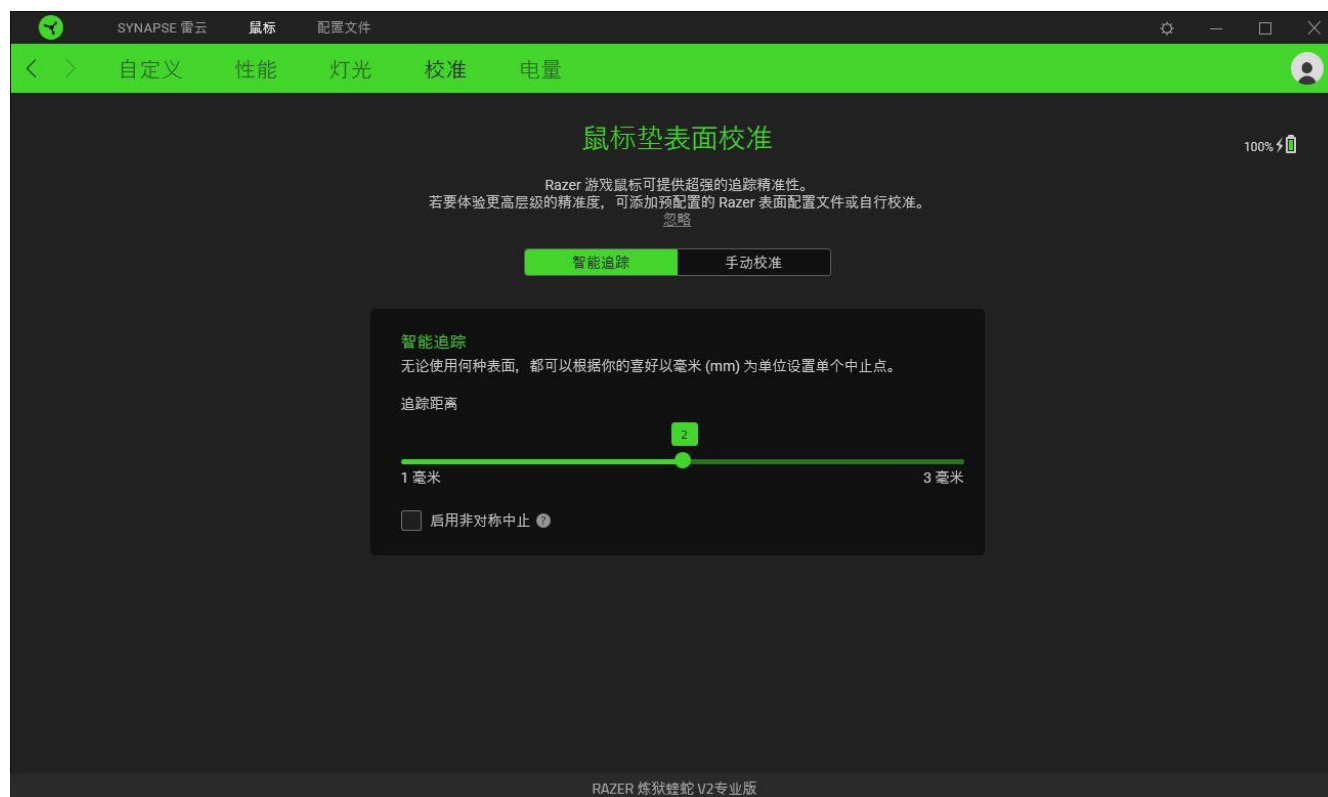 SYNAPSE 雷云 鼠标 配置文件
自定义 性能 灯光 校准 电量
鼠标垫表面校准
100%
Razer 游戏鼠标可提供超强的追踪精准性。
若要体验更高层级的精准度，可添加预配置的 Razer 表面配置文件或自行校准。
忽略
智能追踪 手动校准
智能追踪
无论使用何种表面，都可以根据你的喜好以毫米 (mm) 为单位设置单个中止点。
追踪距离
2
1 毫米 3 毫米
启用非对称中止 ?
RAZER 炼狱蝰蛇 V2专业版